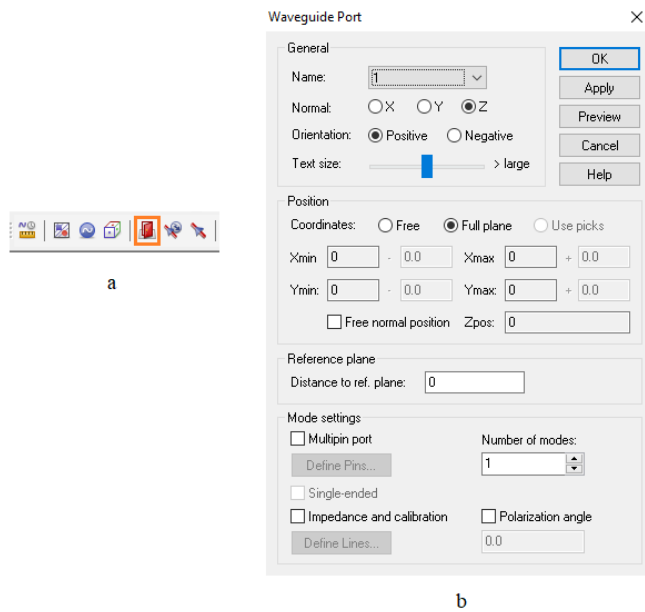 Waveguide Port
General
Name: 1
Normal: X Y Z
Orientation: Positive Negative
Text size: > large
OK
Apply
Preview
Cancel
Help
Position
Coordinates: Free Full plane Use picks
Xmin 0 - 0.0 Xmax 0 + 0.0
Ymin: 0 - 0.0 Ymax: 0 + 0.0
Free normal position Zpos: 0
Reference plane
Distance to ref. plane: 0
Mode settings
Multipin port Number of modes:
Define Pins... 1
Single-ended
Impedance and calibration Polarization angle
Define Lines... 0.0
a
b